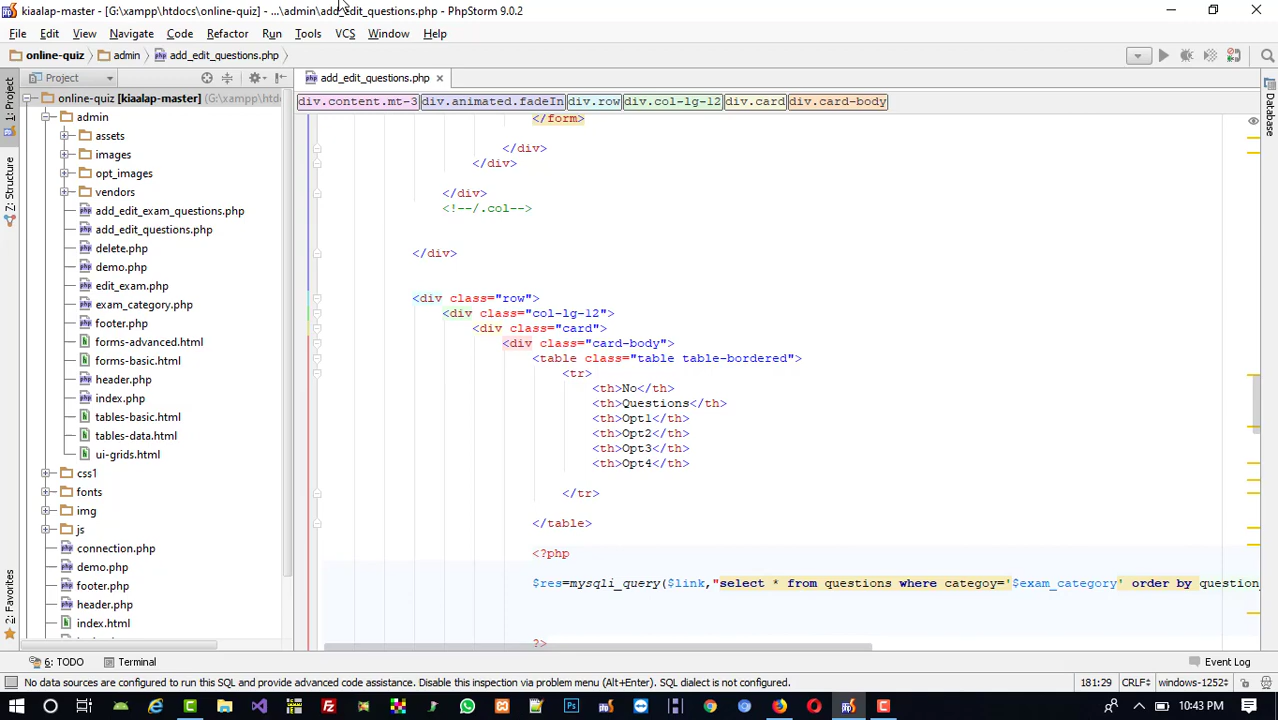 kiaalap-master - [G:\xampp\htdocs\online-quiz] - ...\admin\add_edit_questions.php - PhpStorm 9.0.2
File Edit View Navigate Code Refactor Run Tools VCS Window Help
online-quiz admin add_edit_questions.php
Project
add_edit_questions.php
1: Project
7: Structure
2: Favorites
Database
online-quiz [kiaalap-master] (G:\xampp\htdo
admin
assets
images
opt_images
vendors
add_edit_exam_questions.php
add_edit_questions.php
delete.php
demo.php
edit_exam.php
exam_category.php
footer.php
forms-advanced.html
forms-basic.html
header.php
index.php
tables-basic.html
tables-data.html
ui-grids.html
css1
fonts
img
js
connection.php
demo.php
footer.php
header.php
index.html
div.content.mt-3 div.animated.fadeIn div.row div.col-lg-12 div.card div.card-body
</form>
</div>
</div>
</div>
<!--/.col-->
</div>
<div class="row">
<div class="col-lg-12">
<div class="card">
<div class="card-body">
<table class="table table-bordered">
<tr>
<th>No</th>
<th>Questions</th>
<th>Opt1</th>
<th>Opt2</th>
<th>Opt3</th>
<th>Opt4</th>
</tr>
</table>
<?php
$res=mysqli_query($link,"select * from questions where categoy='$exam_category' order by question
?>
6: TODO Terminal Event Log
No data sources are configured to run this SQL and provide advanced assistance. Disable this inspection via problem menu (Alt+Enter). SQL dialect is not configured. 181:29 CRLF windows-1252
10:43 PM